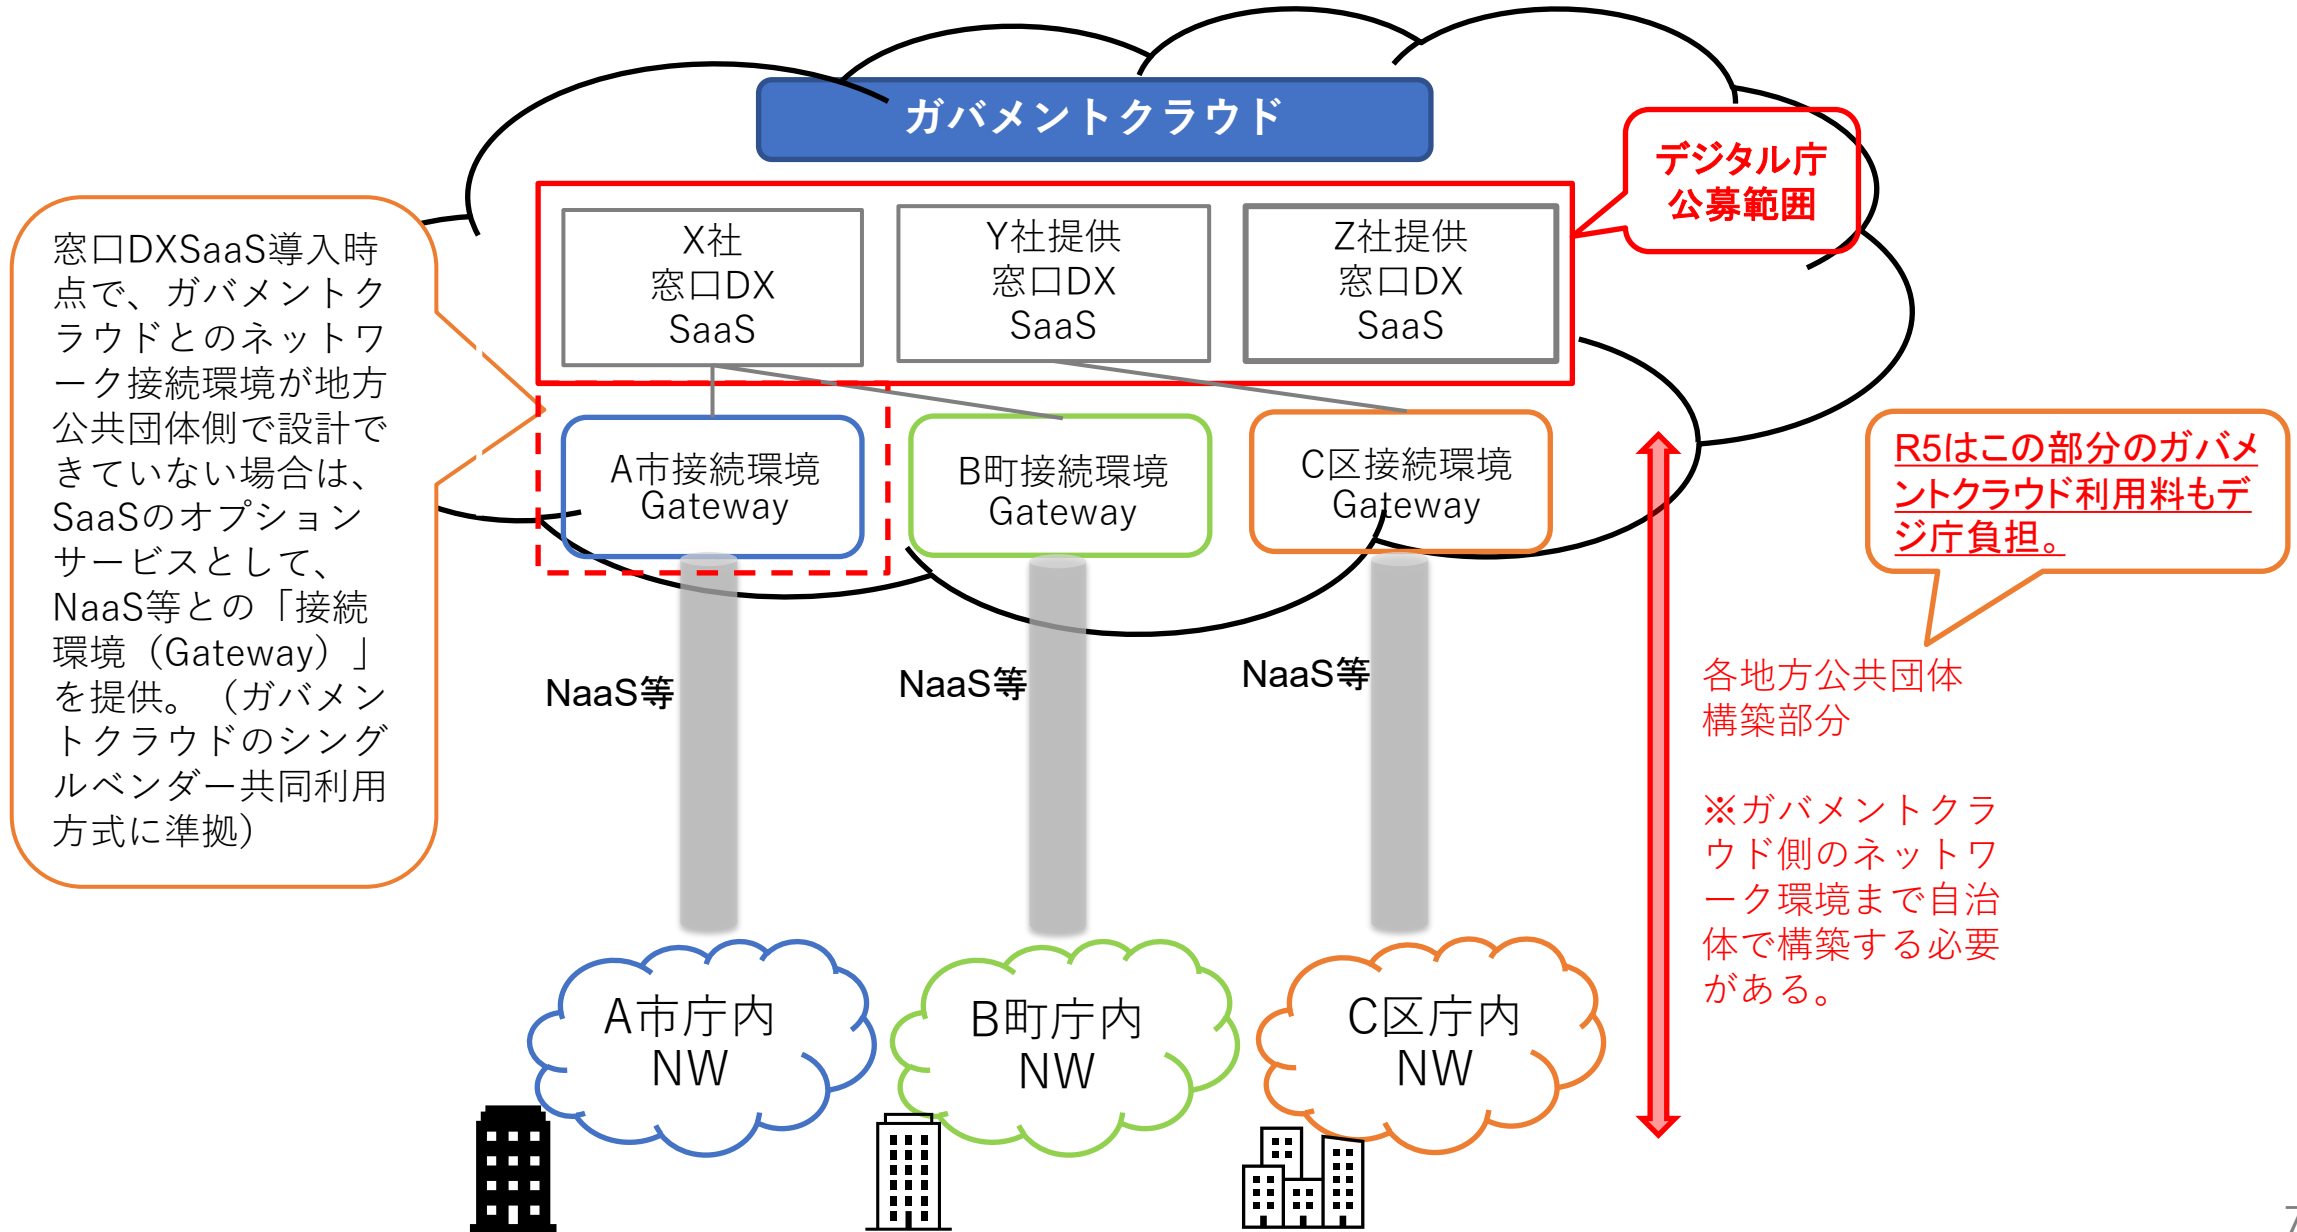 ガバメントクラウド
デジタル庁
公募範囲
X社
窓口DX
SaaS
Y社提供
窓口DX
SaaS
Z社提供
窓口DX
SaaS
窓口DXSaaS導入時
点で、ガバメントク
ラウドとのネットワ
ーク接続環境が地方
公共団体側で設計で
きていない場合は、
SaaSのオプション
サービスとして、
NaaS等との「接続
環境（Gateway）」
を提供。（ガバメン
トクラウドのシング
ルベンダー共同利用
方式に準拠）
A市接続環境
Gateway
B町接続環境
Gateway
C区接続環境
Gateway
R5はこの部分のガバメ
ントクラウド利用料もデ
ジ庁負担。
NaaS等
NaaS等
NaaS等
各地方公共団体
構築部分
※ガバメントクラ
ウド側のネットワ
ーク環境まで自治
体で構築する必要
がある。
A市庁内
NW
B町庁内
NW
C区庁内
NW
7